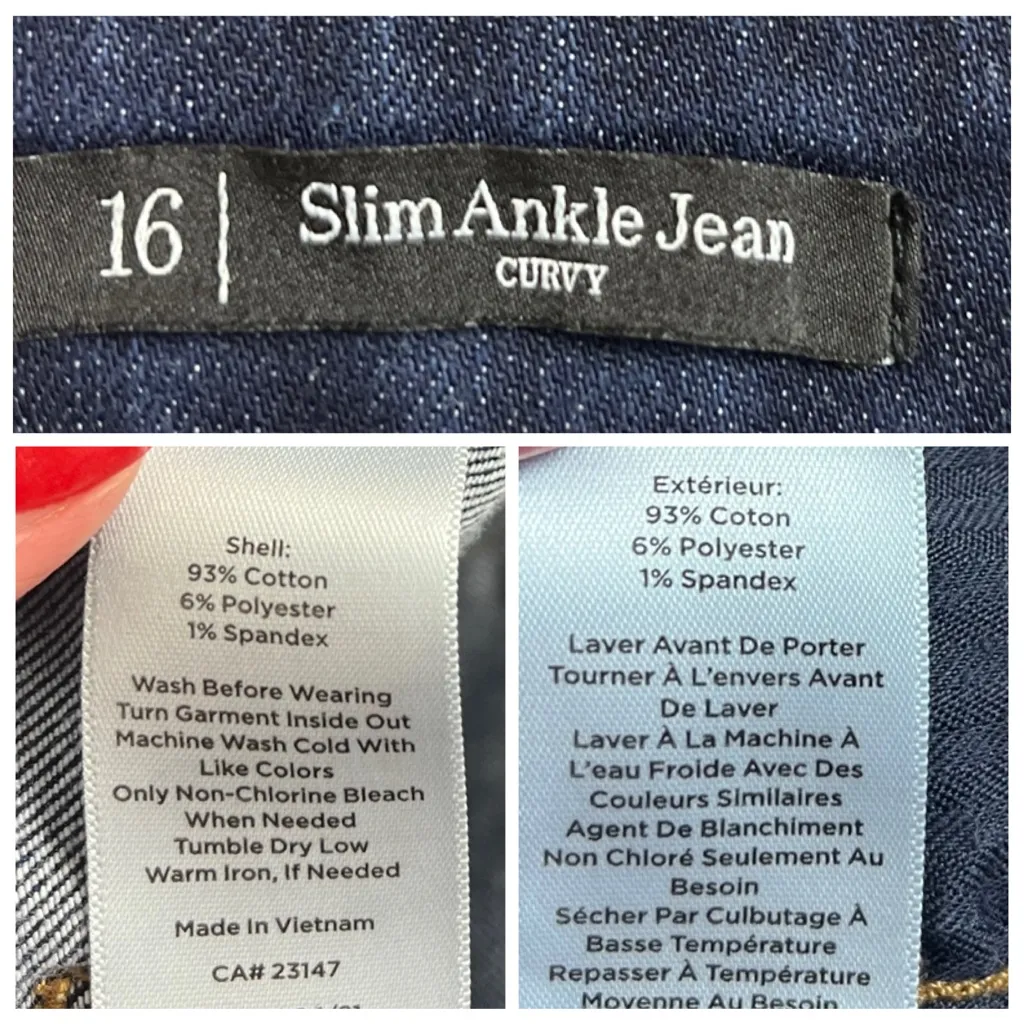 16 | Slim Ankle Jean
CURVY
Shell:
93% Cotton
6% Polyester
1% Spandex
Wash Before Wearing
Turn Garment Inside Out
Machine Wash Cold With
Like Colors
Only Non-Chlorine Bleach
When Needed
Tumble Dry Low
Warm Iron, If Needed
Made In Vietnam
CA# 23147
Extérieur:
93% Coton
6% Polyester
1% Spandex
Laver Avant De Porter
Tourner À L'envers Avant
De Laver
Laver À La Machine À
L'eau Froide Avec Des
Couleurs Similaires
Agent De Blanchiment
Non Chloré Seulement Au
Besoin
Sécher Par Culbutage À
Basse Température
Repasser À Température
Moyenne Au Besoin